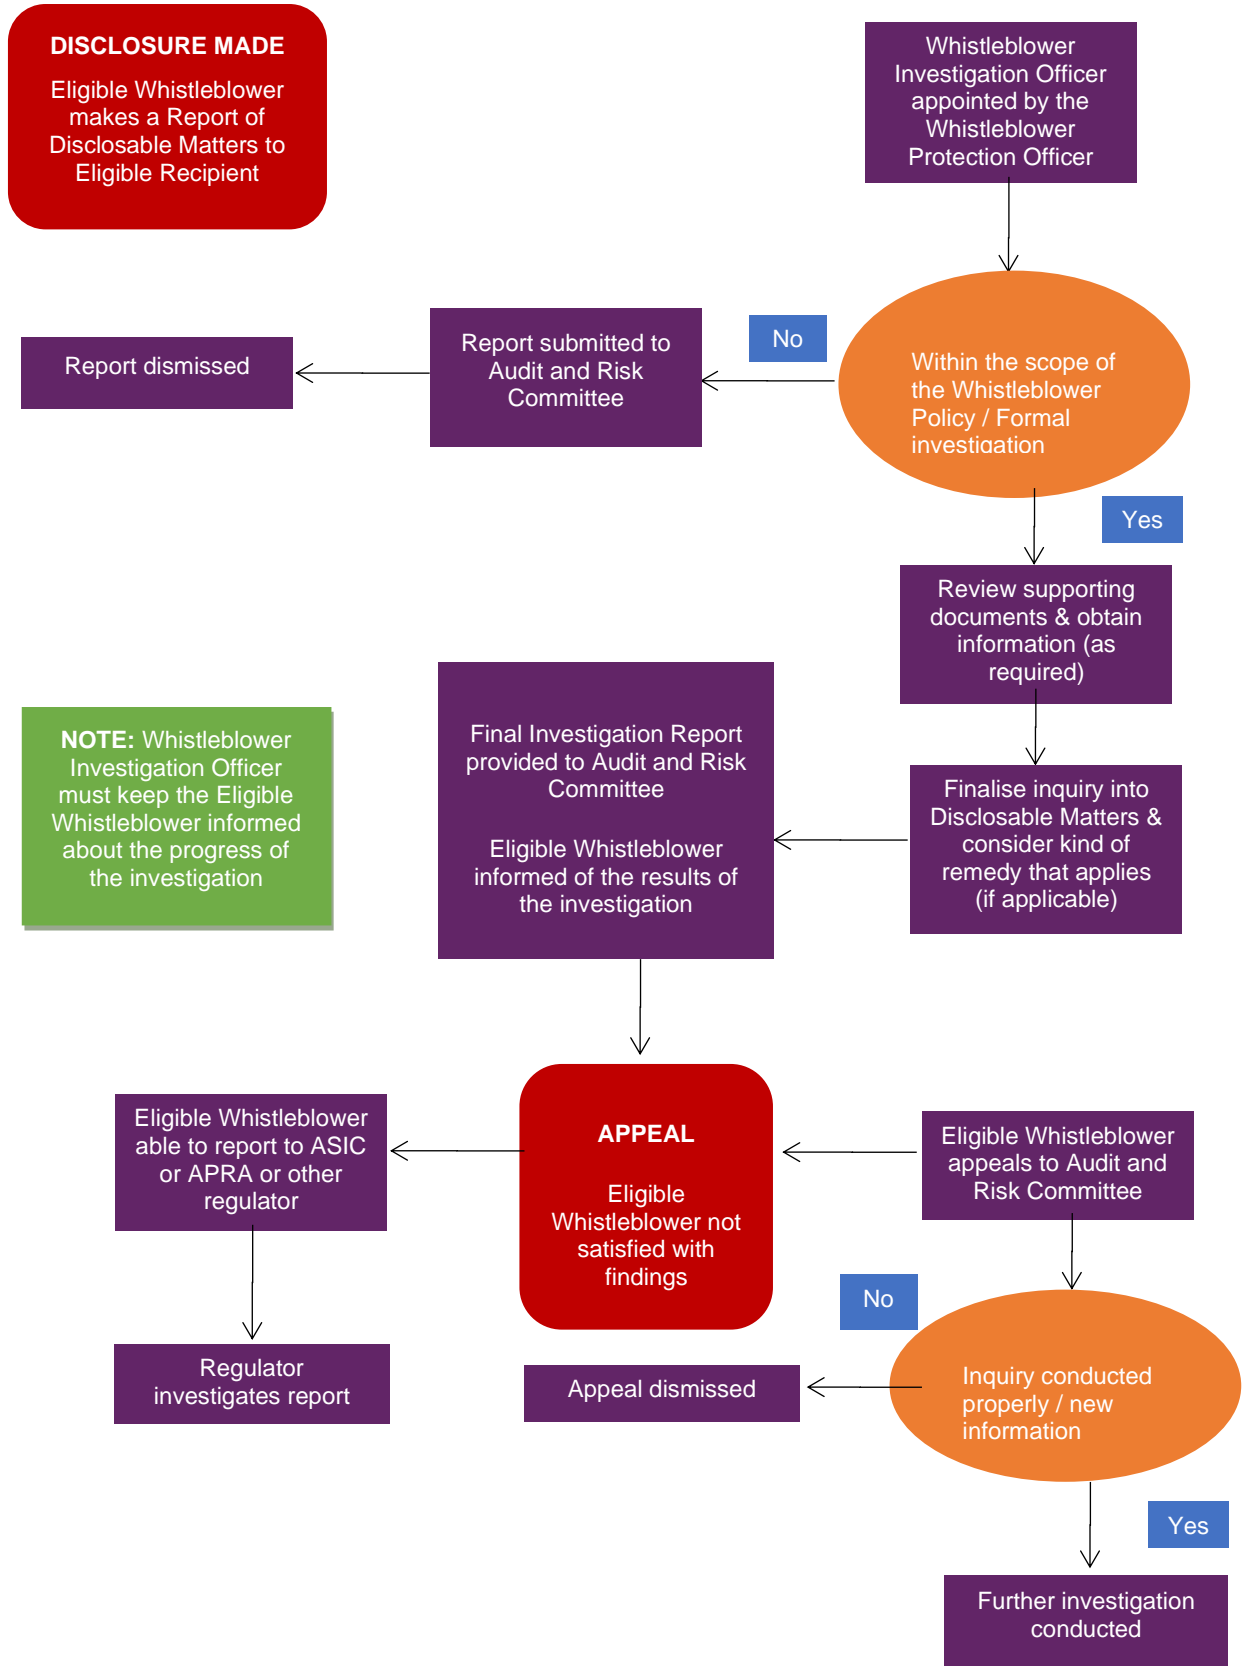 DISCLOSURE MADE
Eligible Whistleblower
makes a Report of
Disclosable Matters to
Eligible Recipient
Whistleblower
Investigation Officer
appointed by the
Whistleblower
Protection Officer
Within the scope of
the Whistleblower
Policy / Formal
investigation
No
Report submitted to
Audit and Risk
Committee
Report dismissed
Yes
Review supporting
documents & obtain
information (as
required)
Finalise inquiry into
Disclosable Matters &
consider kind of
remedy that applies
(if applicable)
Final Investigation Report
provided to Audit and Risk
Committee
Eligible Whistleblower
informed of the results of
the investigation
NOTE: Whistleblower
Investigation Officer
must keep the Eligible
Whistleblower informed
about the progress of
the investigation
APPEAL
Eligible
Whistleblower not
satisfied with
findings
Eligible Whistleblower
able to report to ASIC
or APRA or other
regulator
Regulator
investigates report
Eligible Whistleblower
appeals to Audit and
Risk Committee
Inquiry conducted
properly / new
information
No
Appeal dismissed
Yes
Further investigation
conducted